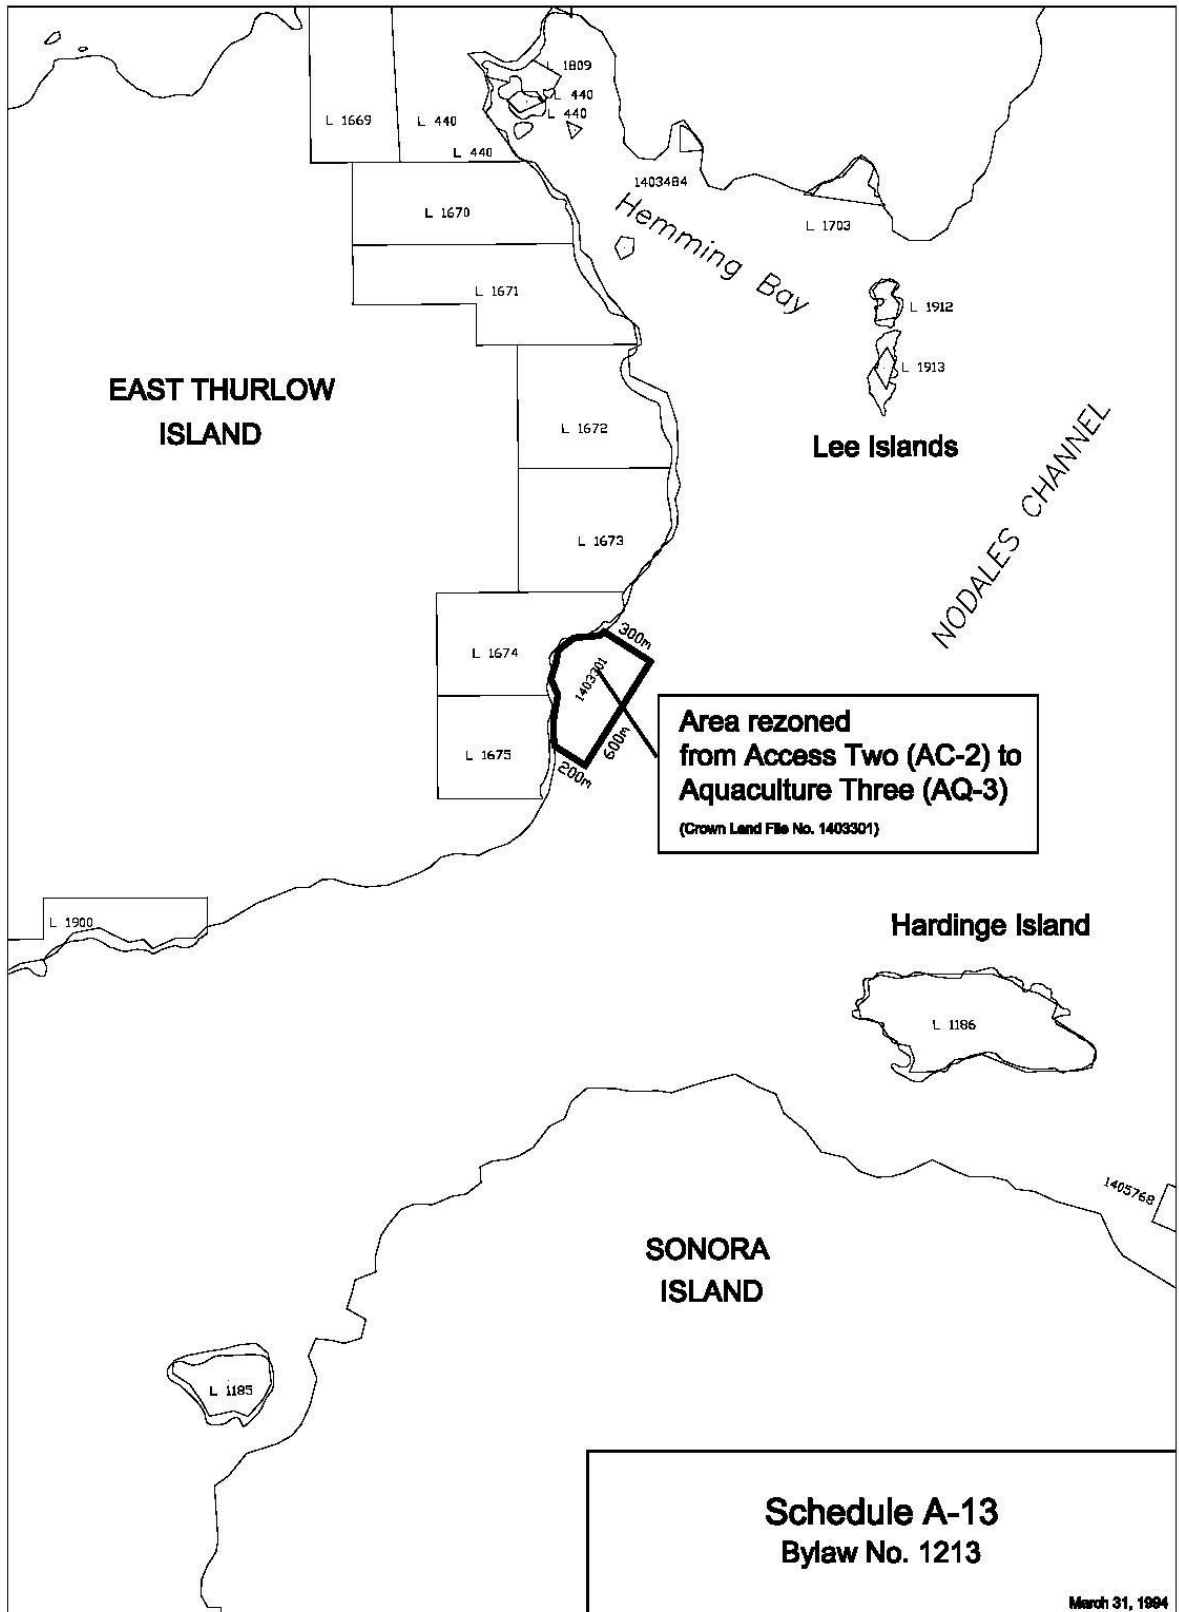 L 1809
L 440
L 440
L 1669
L 440
L 440
1403484
L 1670
Hemming Bay
L 1703
L 1671
L 1912
L 1913
EAST THURLOW
ISLAND
L 1672
Lee Islands
NODALES CHANNEL
L 1673
300m
L 1674
1403301
Area rezoned
from Access Two (AC-2) to
Aquaculture Three (AQ-3)
(Crown Land File No. 1403301)
600m
L 1675
200m
L 1900
Hardinge Island
L 1186
1405768
SONORA
ISLAND
L 1185
Schedule A-13
Bylaw No. 1213
March 31, 1994